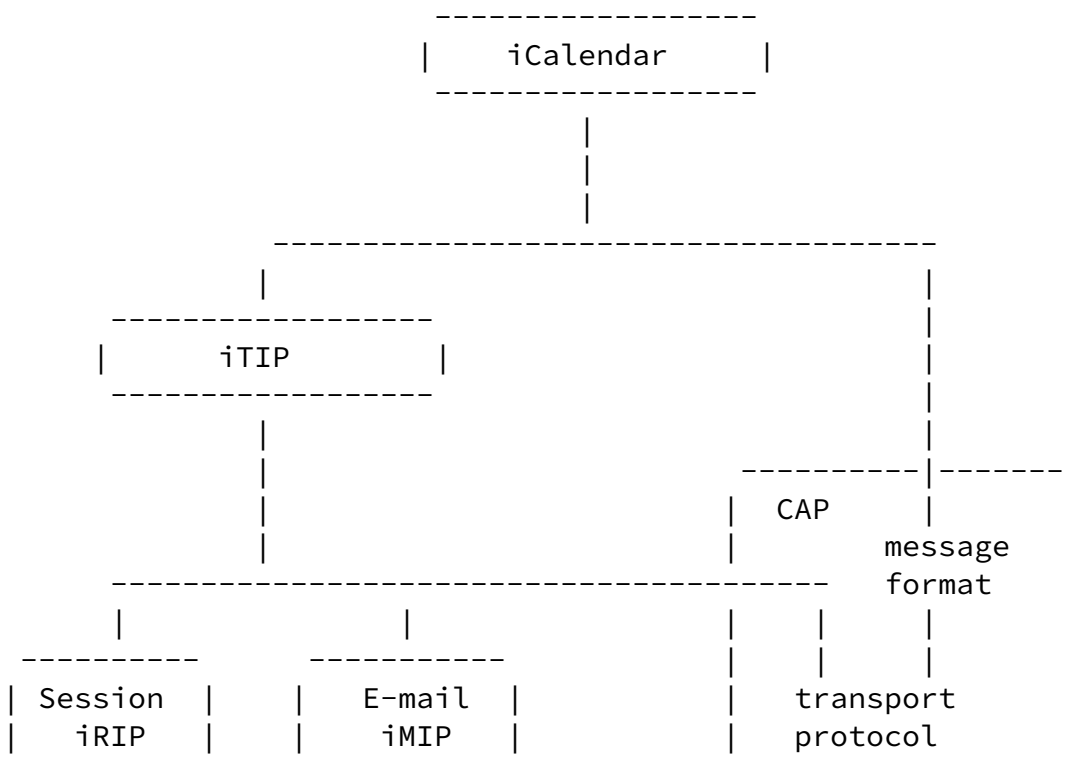 iCalendar
iTIP
CAP
message
format
Session E-mail transport
iRIP iMIP protocol